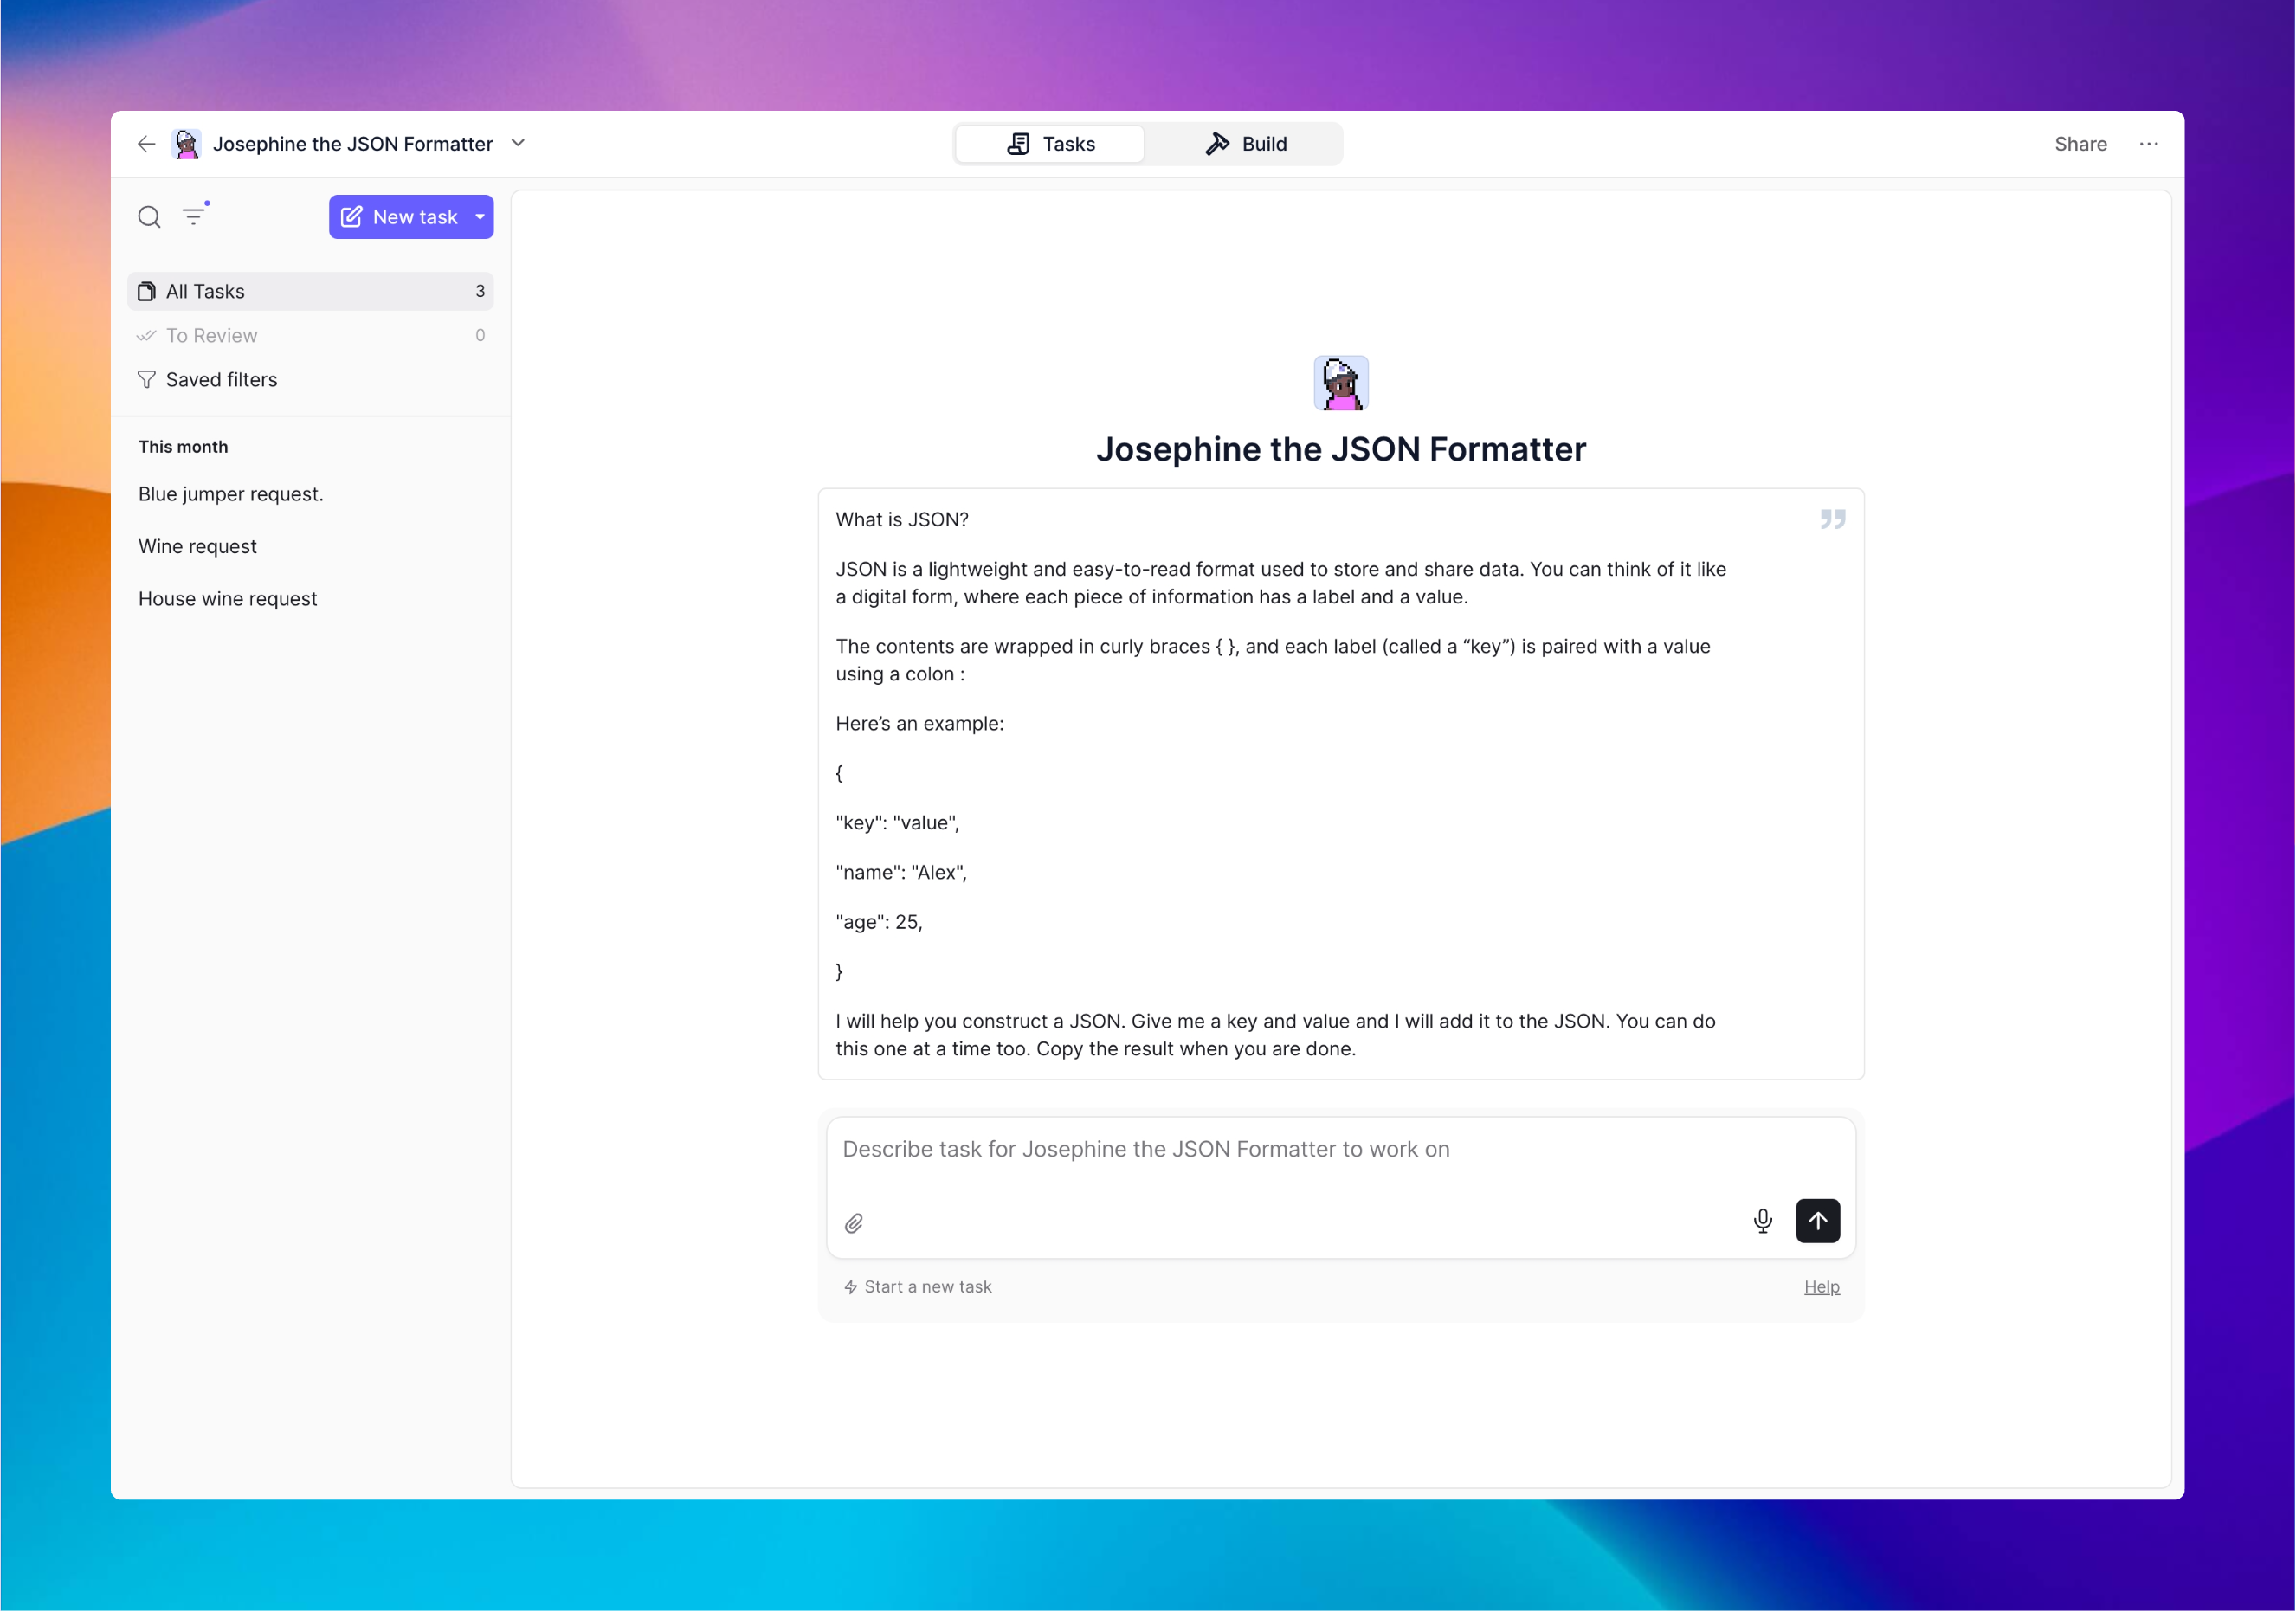 Josephine the JSON Formatter
Tasks
Build
Share
New task
All Tasks
3
To Review
0
Saved filters
This month
Blue jumper request.
Wine request
House wine request
Josephine the JSON Formatter
What is JSON?
JSON is a lightweight and easy-to-read format used to store and share data. You can think of it like
a digital form, where each piece of information has a label and a value.
The contents are wrapped in curly braces { }, and each label (called a “key”) is paired with a value
using a colon :
Here’s an example:
{
"key": "value",
"name": "Alex",
"age": 25,
}
I will help you construct a JSON. Give me a key and value and I will add it to the JSON. You can do
this one at a time too. Copy the result when you are done.
Describe task for Josephine the JSON Formatter to work on
Start a new task
Help